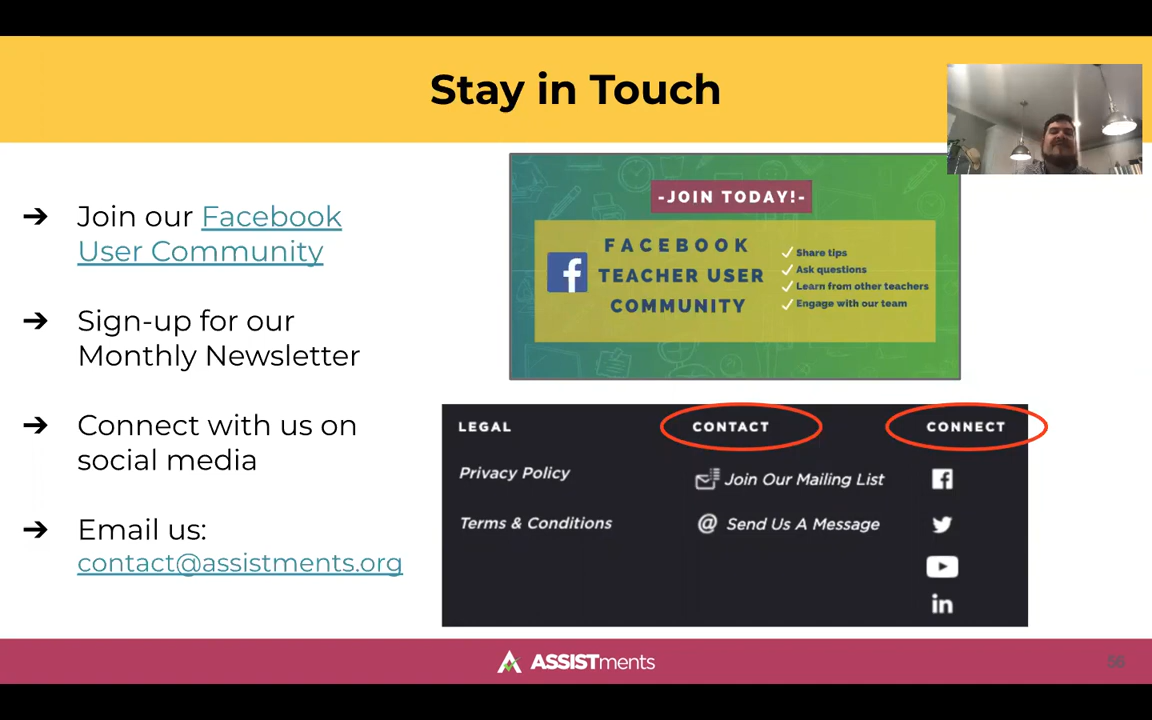 Stay in Touch
➔ Join our Facebook
User Community
➔ Sign-up for our
Monthly Newsletter
➔ Connect with us on
social media
➔ Email us:
contact@assistments.org
-JOIN TODAY!-
FACEBOOK
TEACHER USER
COMMUNITY
Share tips
Ask questions
Learn from other teachers
Engage with our team
LEGAL
Privacy Policy
Terms & Conditions
CONTACT
Join Our Mailing List
Send Us A Message
CONNECT
ASSISTments
56